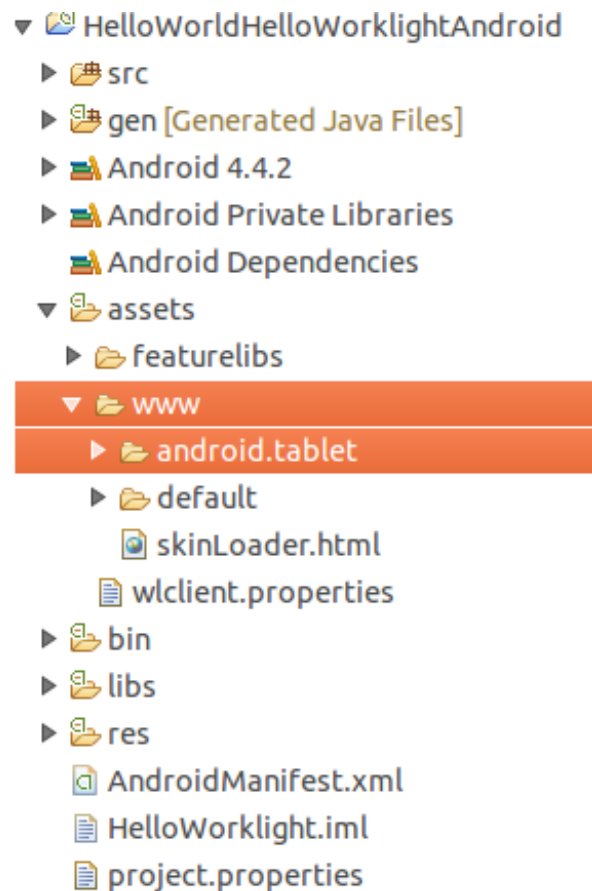 HelloWorldHelloWorklightAndroid
src
gen [Generated Java Files]
Android 4.4.2
Android Private Libraries
Android Dependencies
assets
featurelibs
www
android.tablet
default
skinLoader.html
wlclient.properties
bin
libs
res
AndroidManifest.xml
HelloWorklight.iml
project.properties